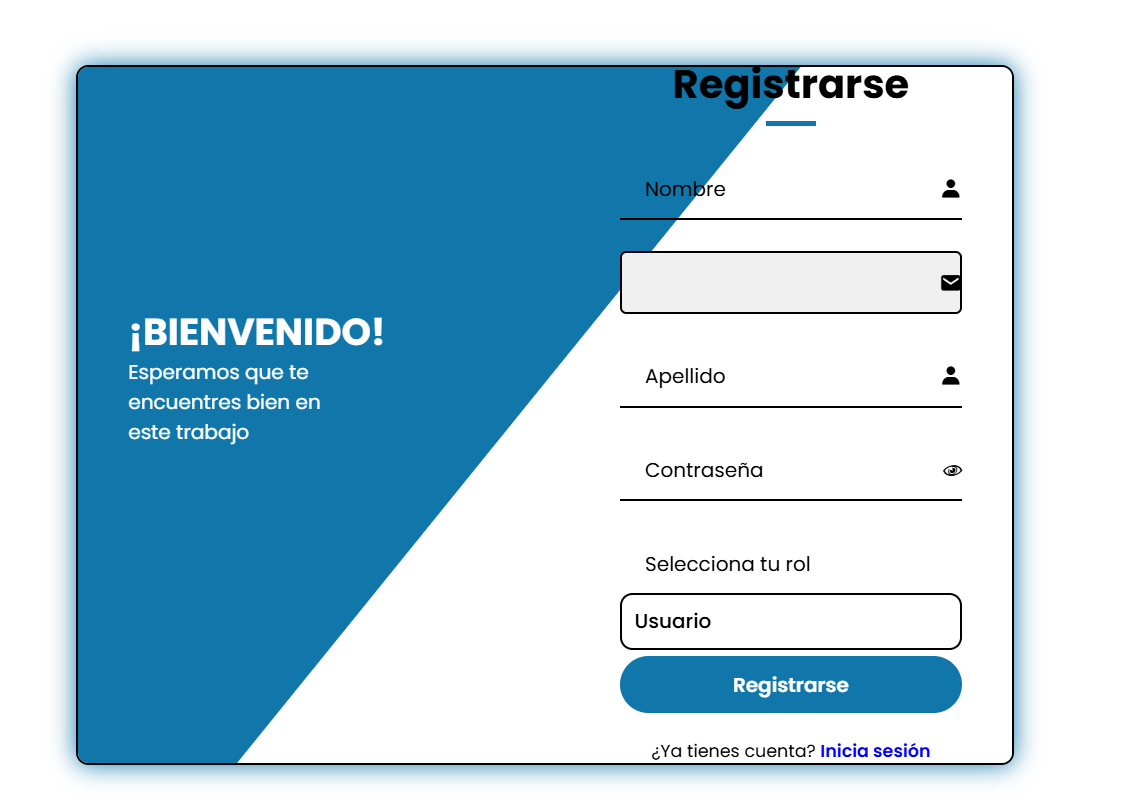 ¡BIENVENIDO!
Esperamos que te
encuentres bien en
este trabajo
Registrarse
Nombre
Apellido
Contraseña
Selecciona tu rol
Usuario
Registrarse
¿Ya tienes cuenta? Inicia sesión